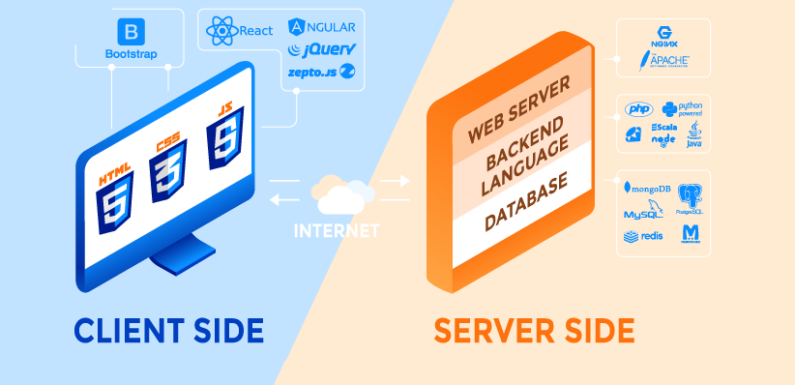 B
Bootstrap
React
ANGULAR
jQuery
zepto.js
HTML
5
CSS
3
JS
5
CLIENT SIDE
INTERNET
WEB SERVER
BACKEND
LANGUAGE
DATABASE
SERVER SIDE
G
NGINX
THE
APACHE
php
python
powered
Scala
node
java
mongoDB
MySQL
PostgreSQL
redis
M